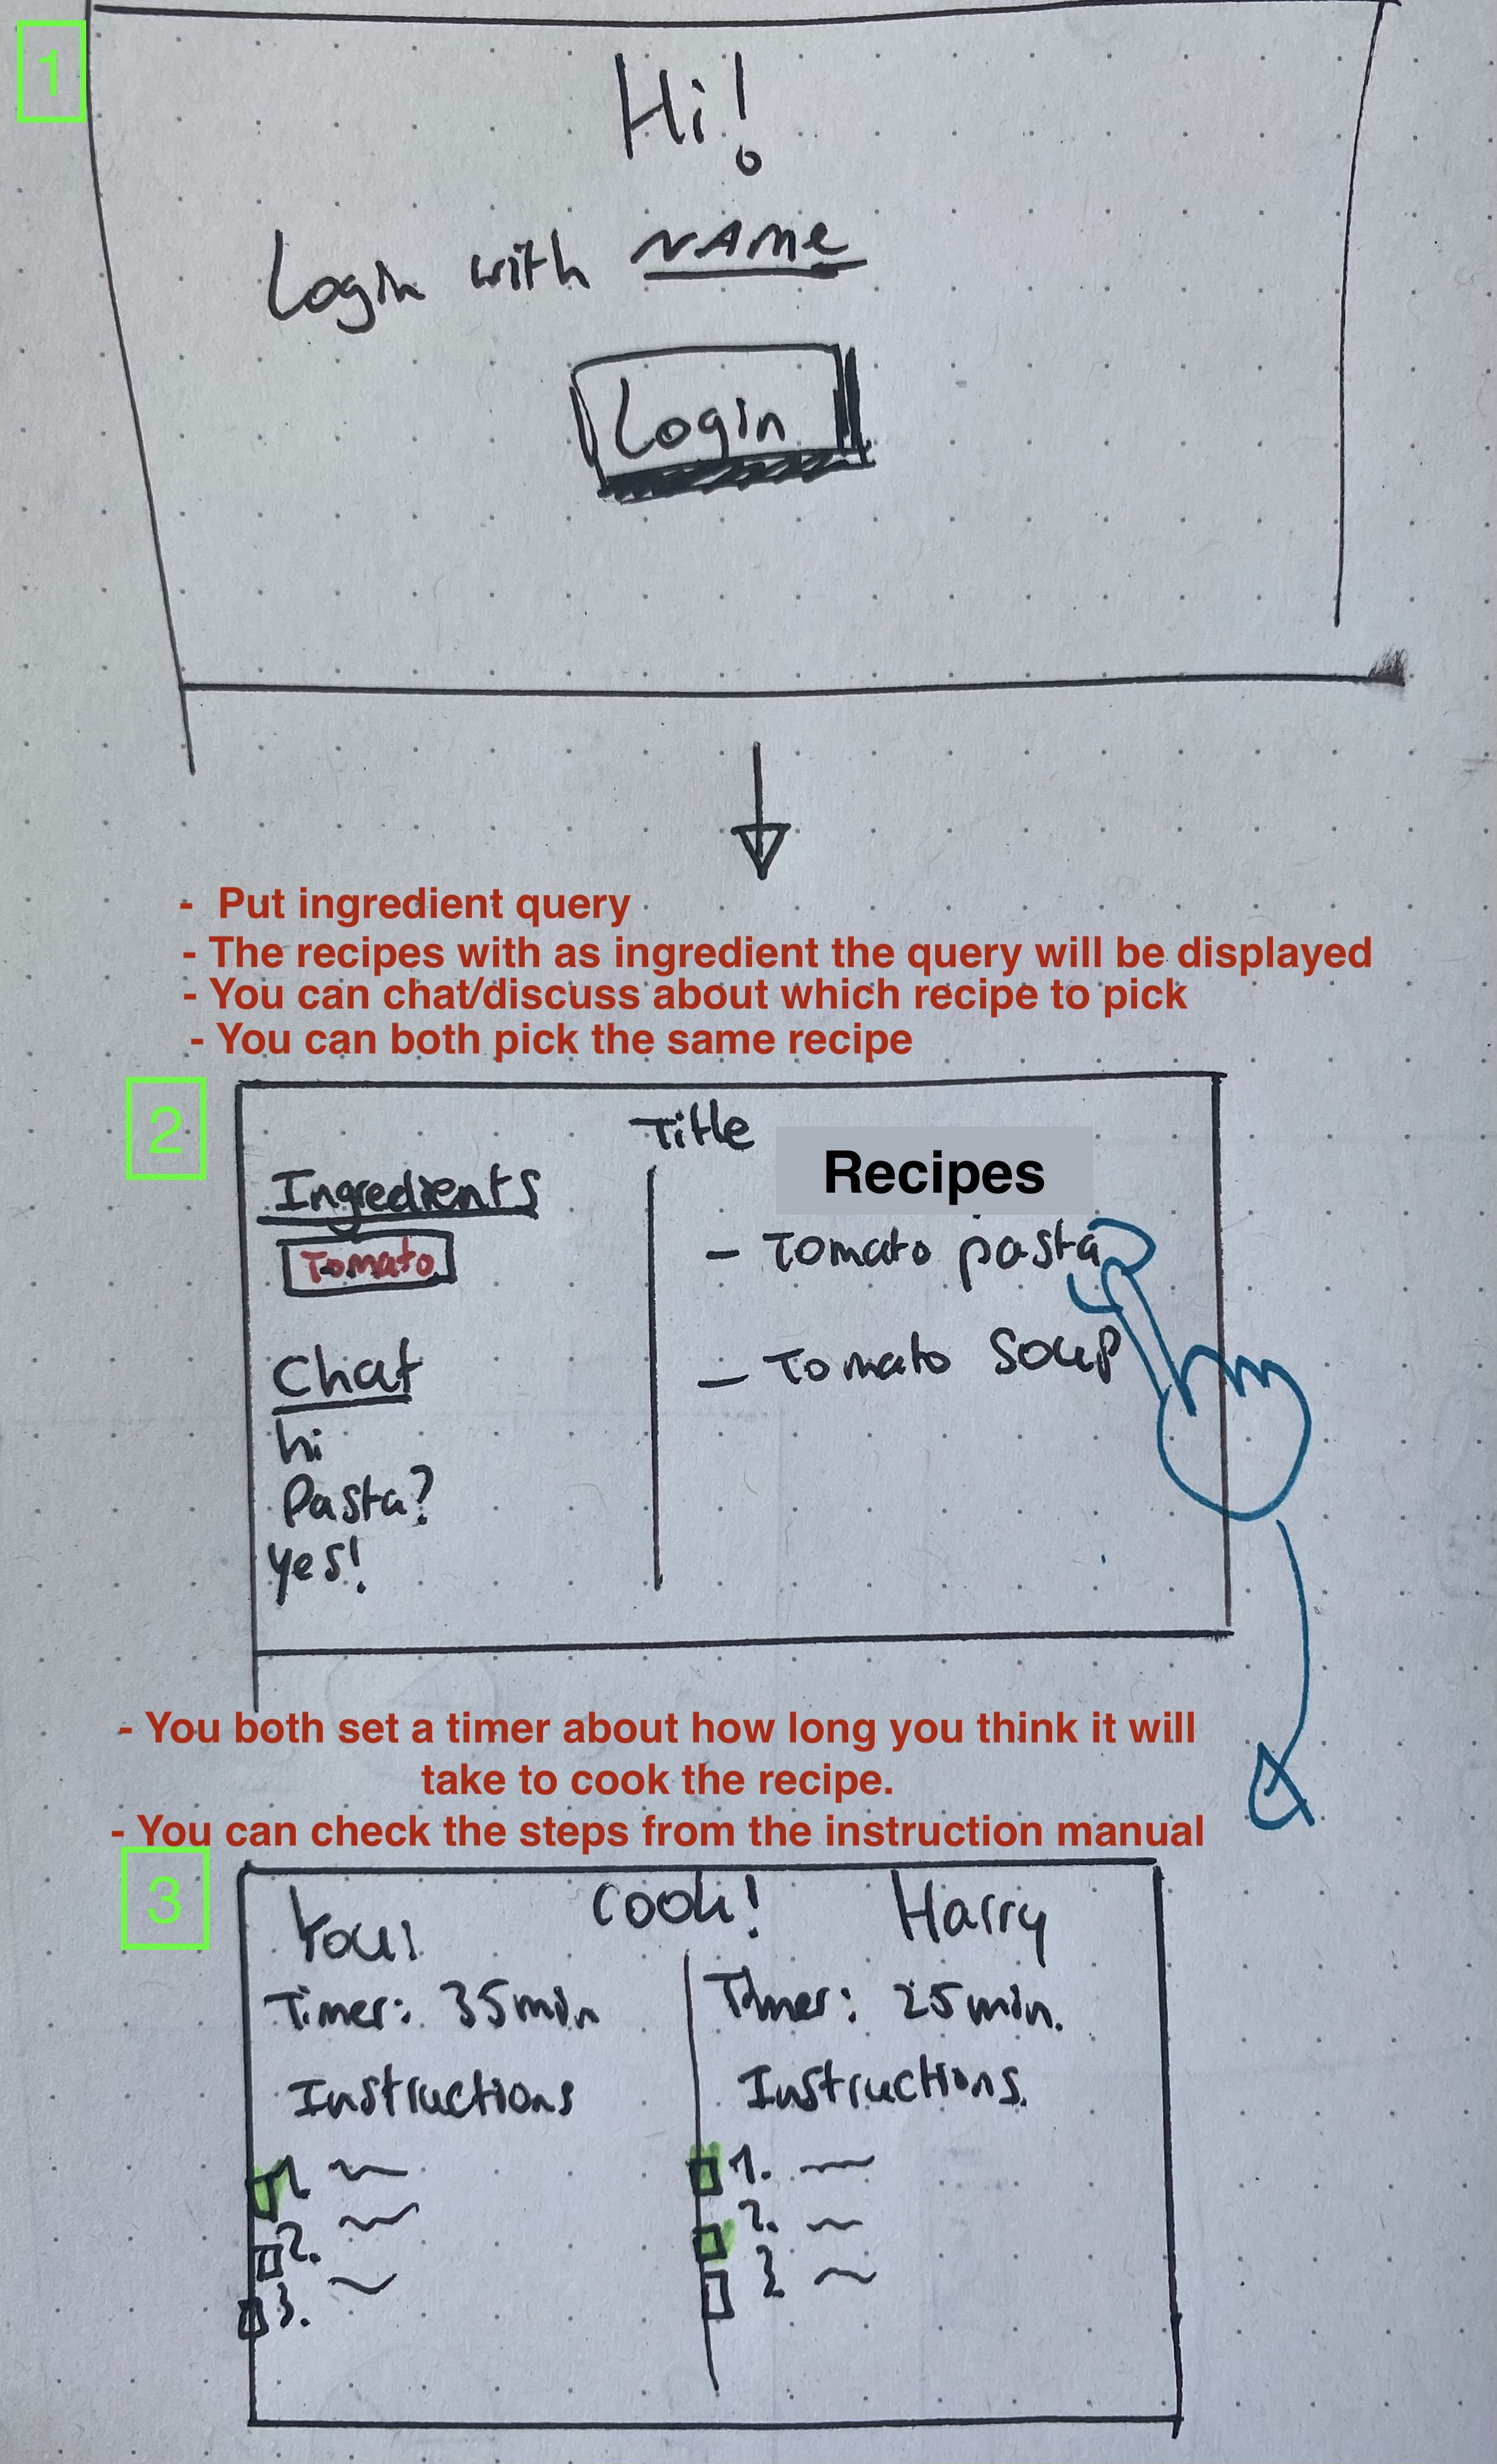 1
Hi!
Login with NAMe
Login
- Put ingredient query
- The recipes with as ingredient the query will be displayed
- You can chat/discuss about which recipe to pick
- You can both pick the same recipe
2
Title
Ingredients
Tomato
Chat
hi
Pasta?
yes!
Recipes
- Tomato pasta
- Tomato soup
- You both set a timer about how long you think it will
take to cook the recipe.
- You can check the steps from the instruction manual
3
Cook!
You:
Timer: 35min
Instructions
1.
2.
3.
Harry
Timer: 25min.
Instructions.
1.
2.
3